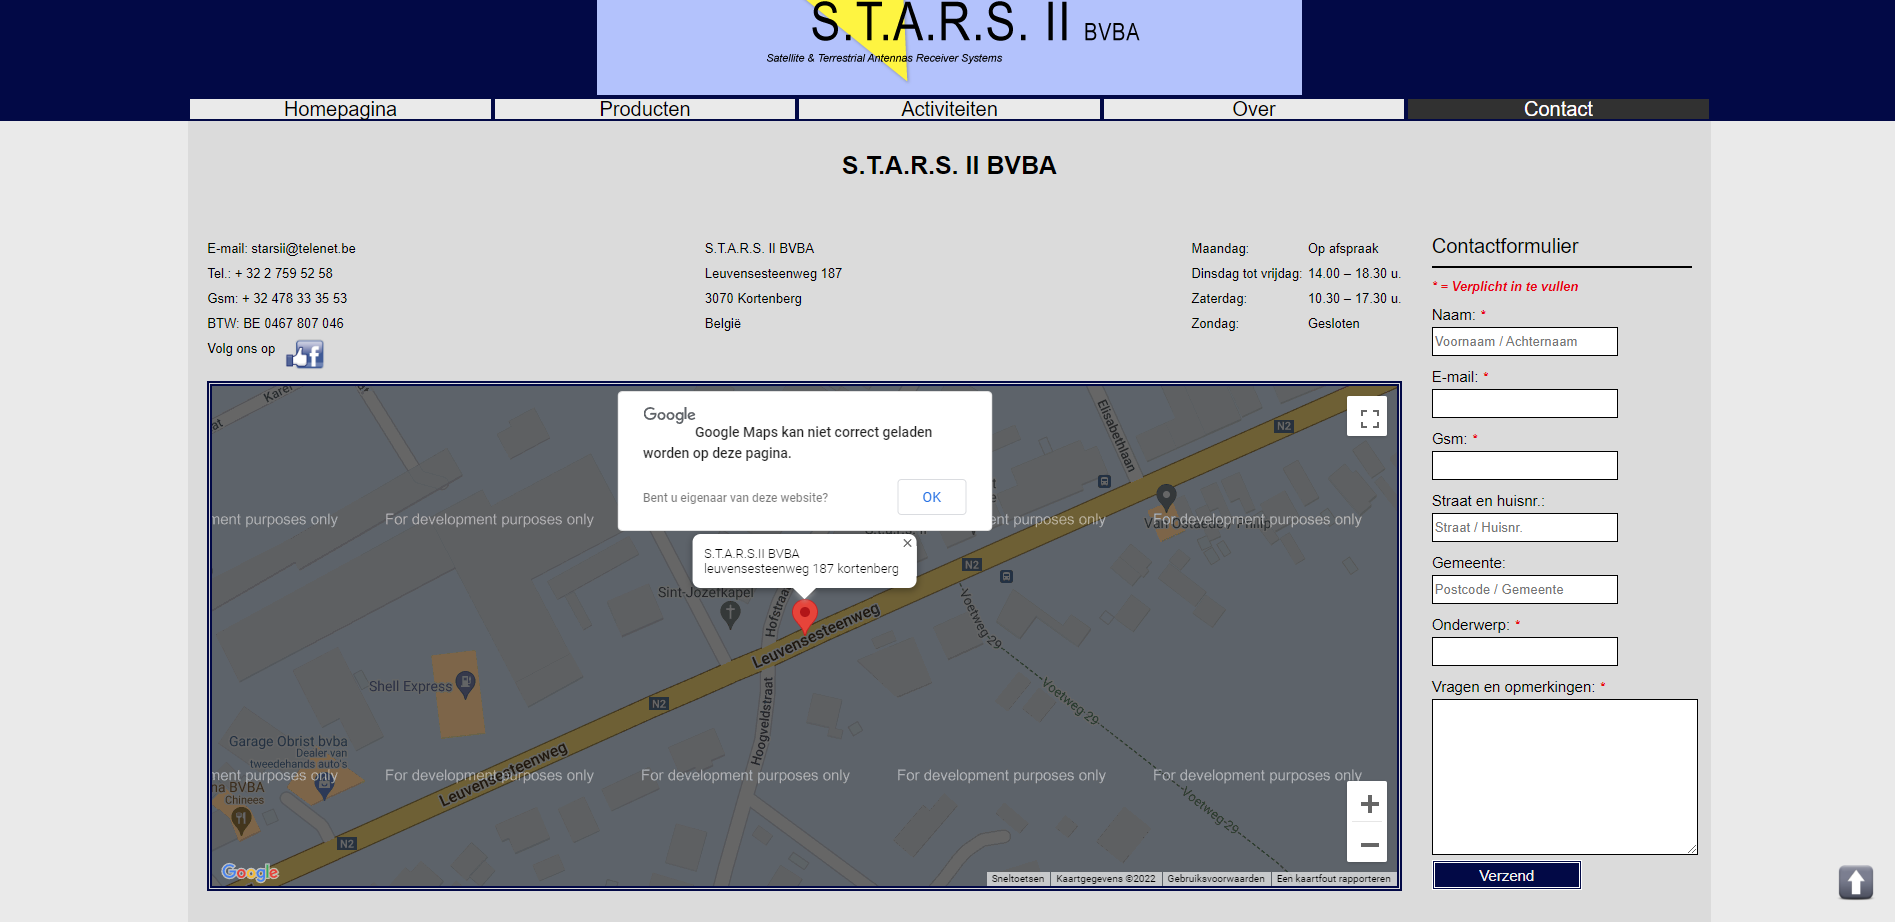 S.T.A.R.S. II BVBA
Satellite & Terrestrial Antennas Receiver Systems
Homepagina
Producten
Activiteiten
Over
Contact
S.T.A.R.S. II BVBA
E-mail: starsii@telenet.be
Tel.: + 32 2 759 52 58
Gsm: + 32 478 33 35 53
BTW: BE 0467 807 046
Volg ons op
S.T.A.R.S. II BVBA
Leuvensesteenweg 187
3070 Kortenberg
België
Maandag: Op afspraak
Dinsdag tot vrijdag: 14.00 – 18.30 u.
Zaterdag: 10.30 – 17.30 u.
Zondag: Gesloten
Contactformulier
* = Verplicht in te vullen
Naam: *
Voornaam / Achternaam
E-mail: *
Gsm: *
Straat en huisnr.:
Straat / Huisnr.
Gemeente:
Postcode / Gemeente
Onderwerp: *
Vragen en opmerkingen: *
Verzend
Google
Google Maps kan niet correct geladen
worden op deze pagina.
Bent u eigenaar van deze website?
OK
Elisabethlaan
N2
ment purposes only
For development purposes only
ent purposes only
For development purposes only
S.T.A.R.S.II BVBA
leuvensesteenweg 187 kortenberg
N2
Sint-Jozefkapel
Hofstraat
Leuvensesteenweg
Voetweg-29
Shell Express
N2
Hoogveldstraat
Voetweg-29
Garage Obrist bvba
Dealer van
tweedehands auto's
Leuvensesteenweg
ment purposes only
For development purposes only
For development purposes only
For development purposes only
For development purposes only
na BVBA
Chinees
Voetweg-29
N2
Google
Sneltoetsen
Kaartgegevens ©2022
Gebruiksvoorwaarden
Een kaartfout rapporteren